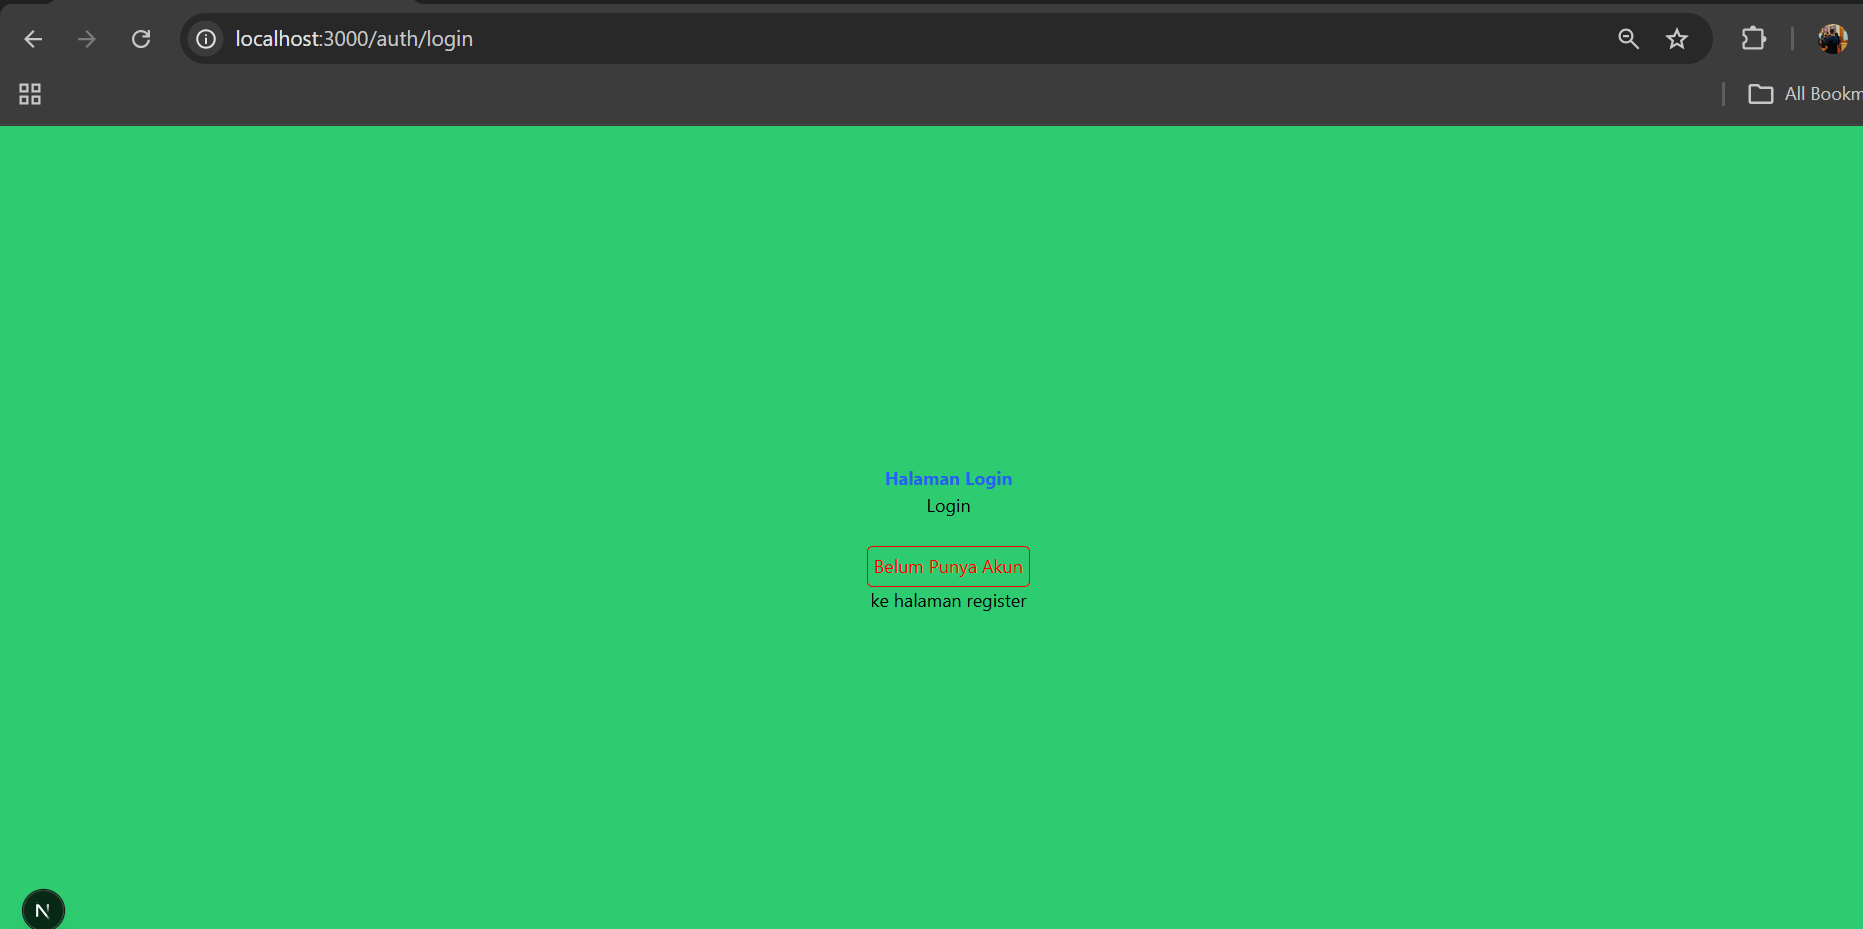 localhost:3000/auth/login
All Bookm
Halaman Login
Login
Belum Punya Akun
ke halaman register
N